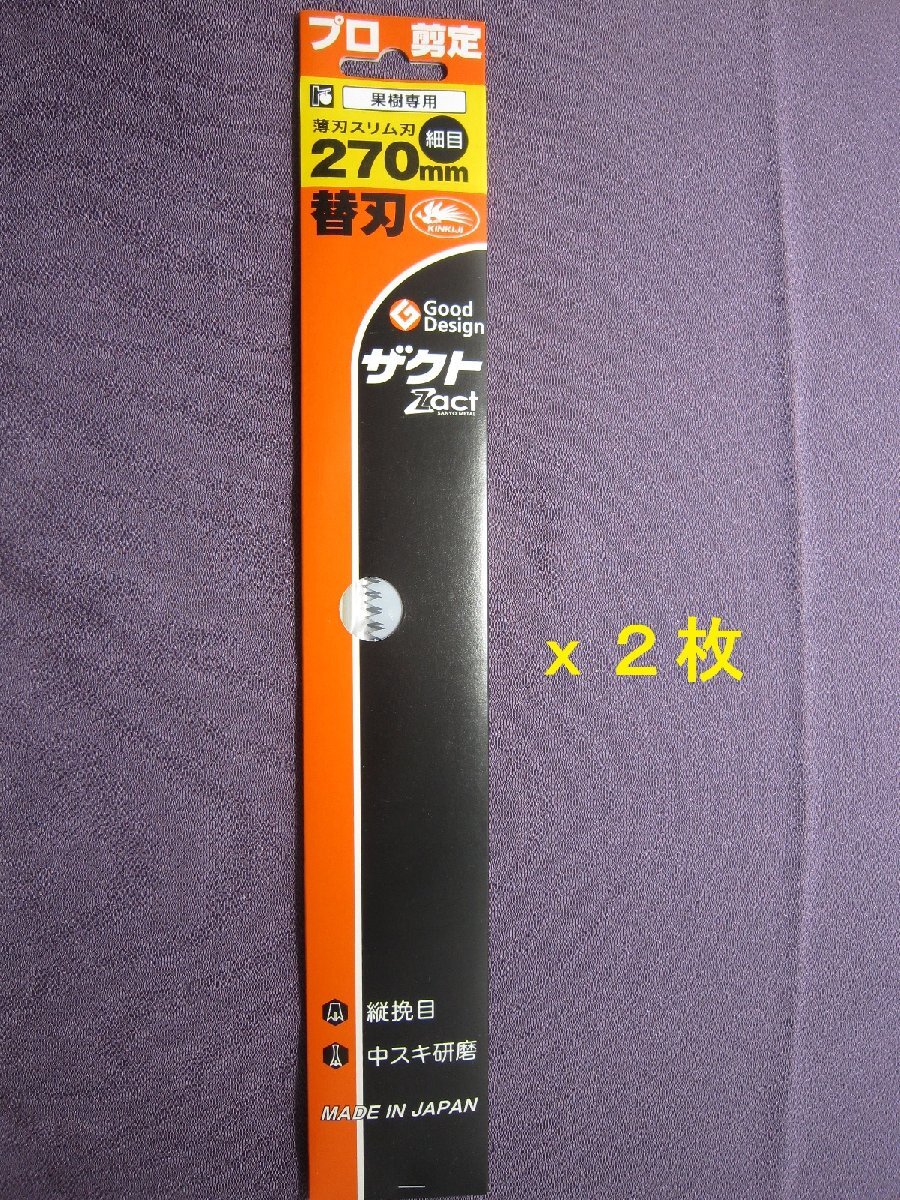 プロ 剪定
果樹専用
薄刃スリム刃 細目
270mm
替刃 KINKIJI
Good
Design
ザクト
Zact
SANYO METAL
x 2枚
縦挽目
中スキ研磨
MADE IN JAPAN